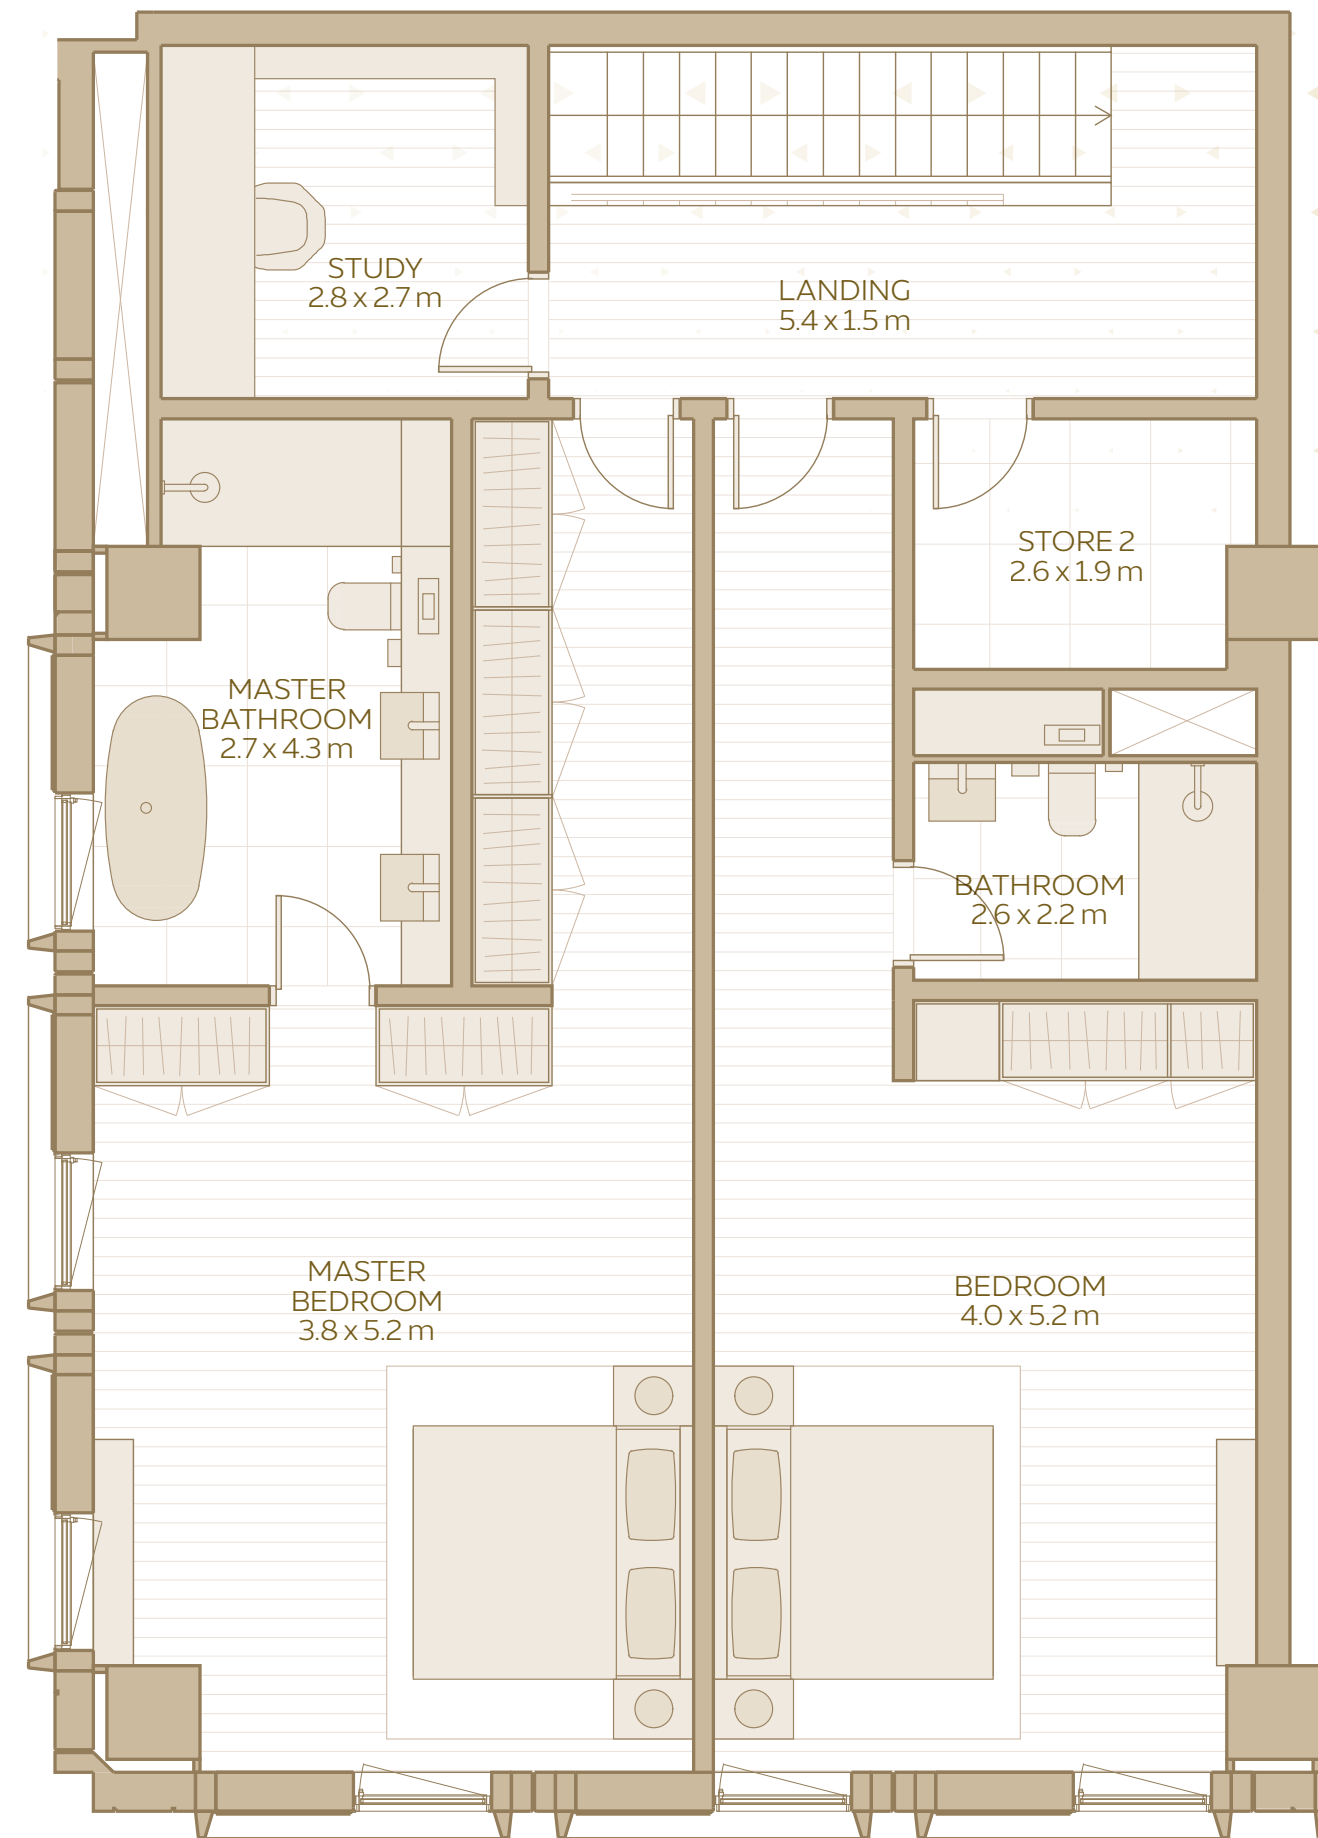 STUDY
2.8 x 2.7 m
LANDING
5.4 x 1.5 m
STORE 2
2.6 x 1.9 m
MASTER
BATHROOM
2.7 x 4.3 m
BATHROOM
2.6 x 2.2 m
MASTER
BEDROOM
3.8 x 5.2 m
BEDROOM
4.0 x 5.2 m